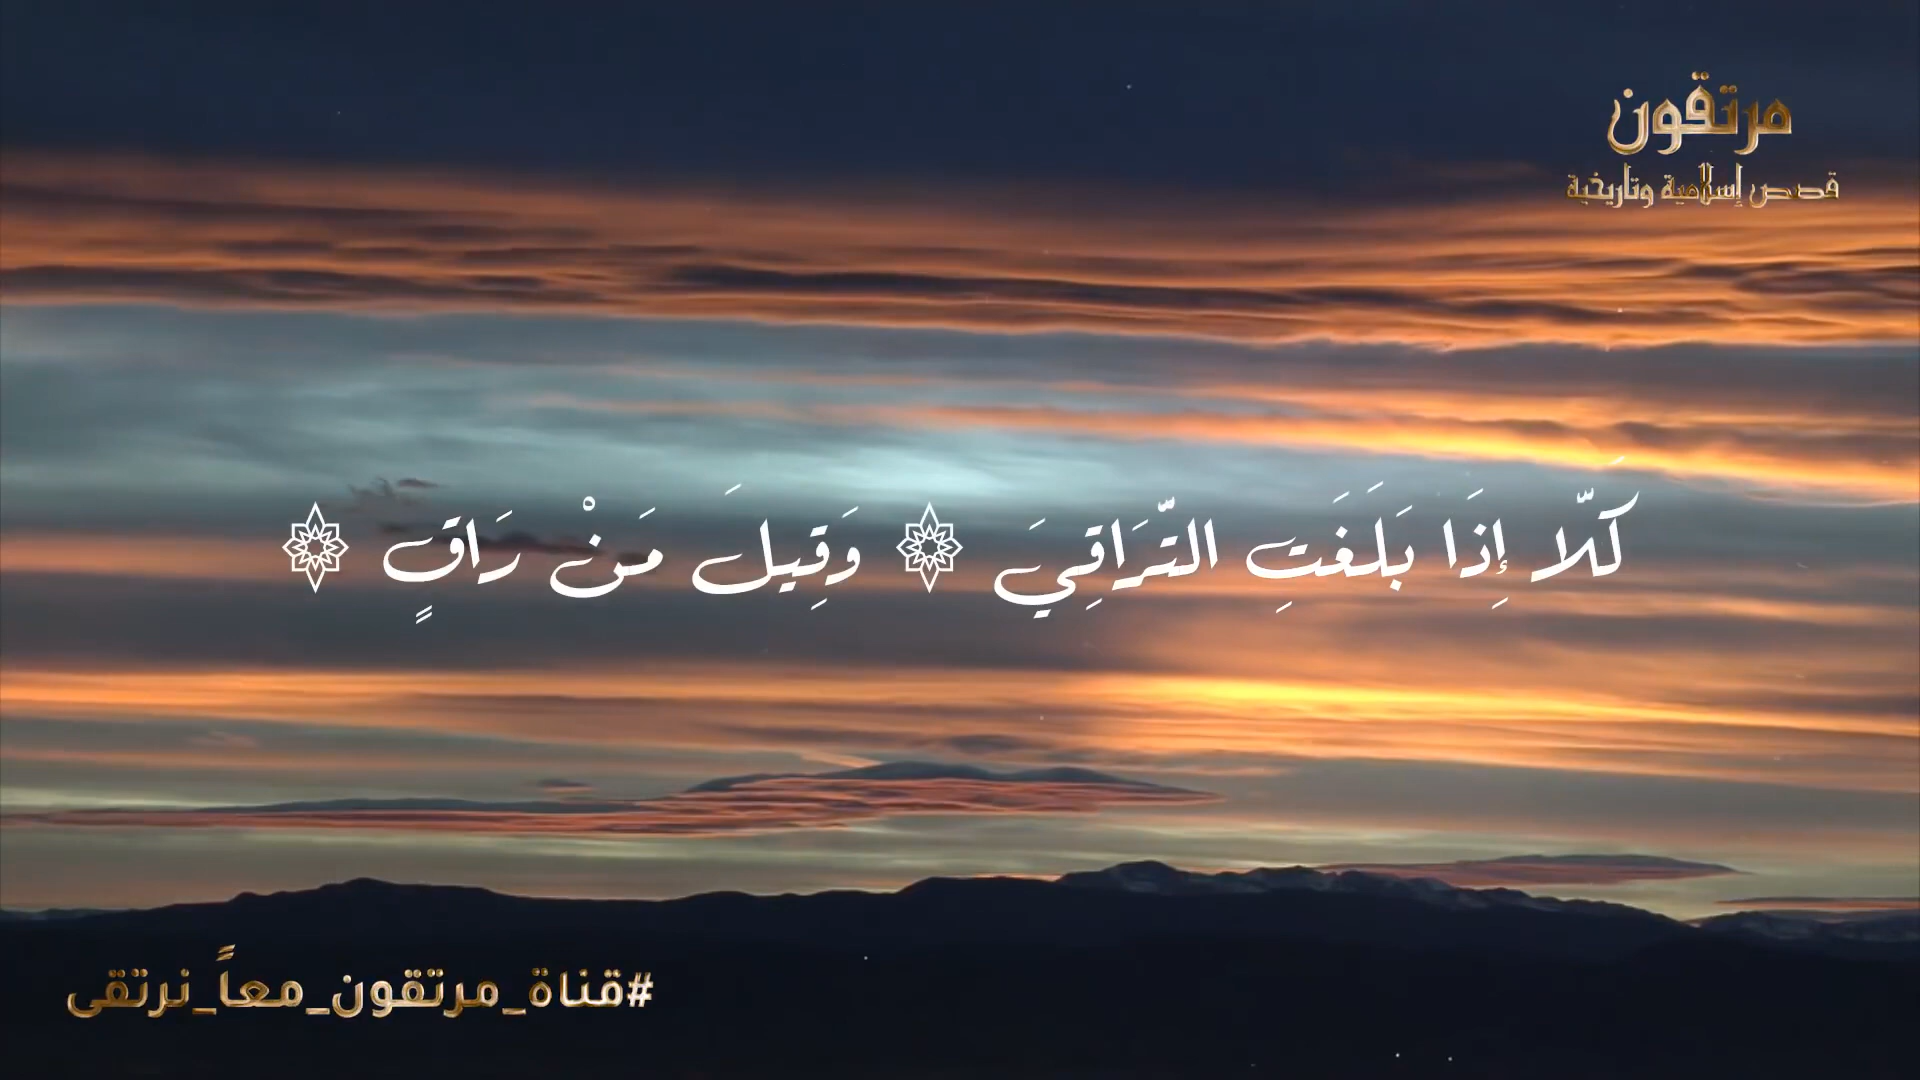 مرتقون
قصص إسلامية وتاريخية
كَلَّا إِذَا بَلَغَتِ التَّرَاقِيَ ۞ وَقِيلَ مَنْ رَاقٍ ۞
#قناة_مرتقون_معاً_نرتقى